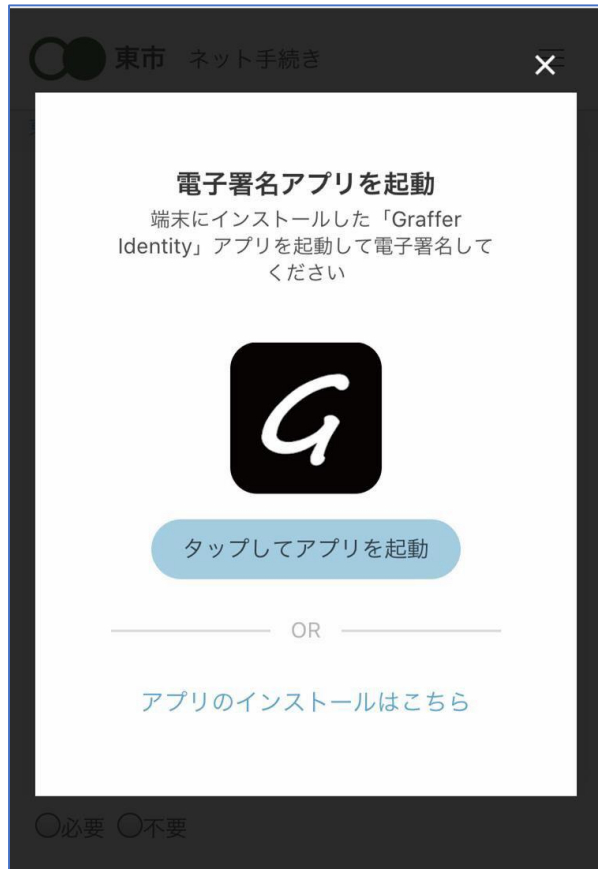 東市 ネット手続き
電子署名アプリを起動
端末にインストールした「Graffer
Identity」アプリを起動して電子署名して
ください
G
タップしてアプリを起動
OR
アプリのインストールはこちら
○必要 ○不要